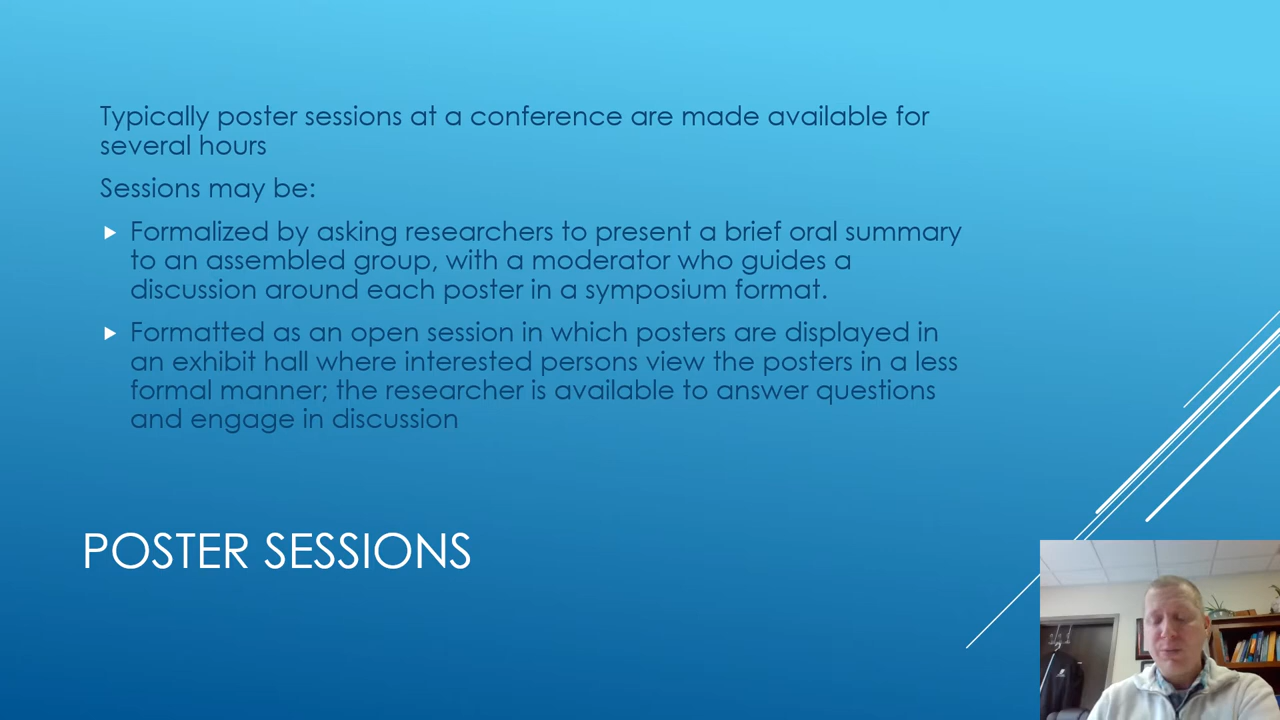 Typically poster sessions at a conference are made available for
several hours
Sessions may be:
Formalized by asking researchers to present a brief oral summary
to an assembled group, with a moderator who guides a
discussion around each poster in a symposium format.
Formatted as an open session in which posters are displayed in
an exhibit hall where interested persons view the posters in a less
formal manner; the researcher is available to answer questions
and engage in discussion
POSTER SESSIONS